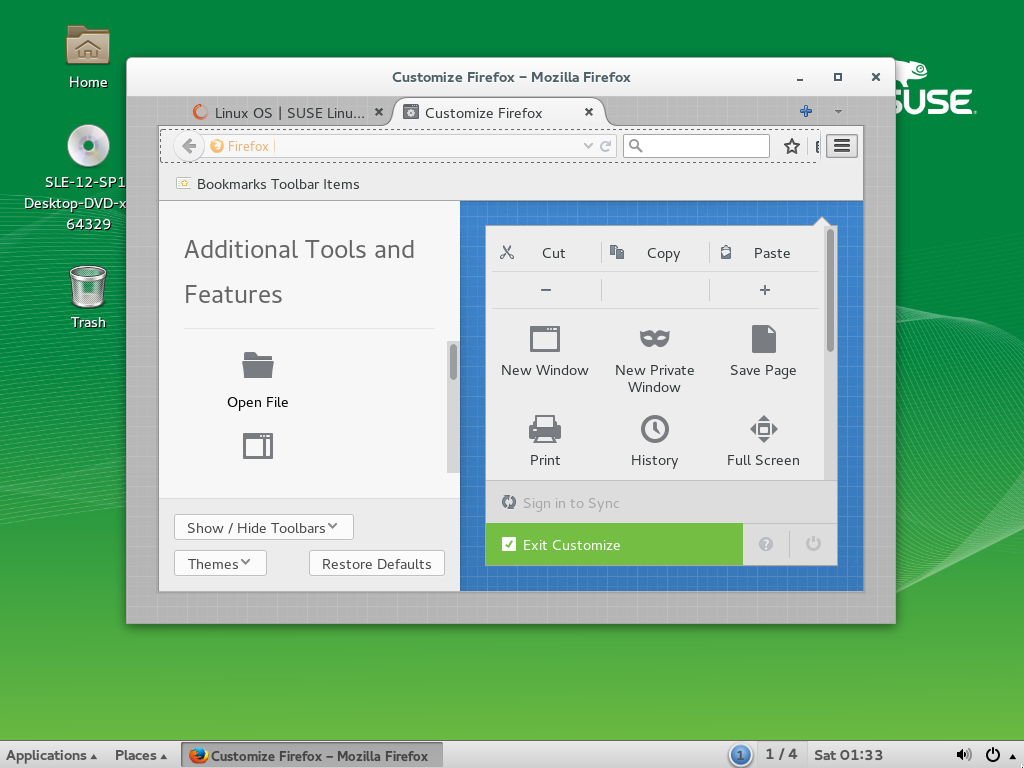 Home
SLE-12-SP1
Desktop-DVD-x
64329
Trash
SUSE
Customize Firefox – Mozilla Firefox
Linux OS | SUSE Linu...
Customize Firefox
Firefox
Bookmarks Toolbar Items
Additional Tools and
Features
Open File
Show / Hide Toolbars
Themes
Restore Defaults
Cut Copy Paste
− +
New Window New Private Save Page
Window
Print History Full Screen
Sign in to Sync
Exit Customize
Applications Places Customize Firefox – Mozilla Firefox 1 1 / 4 Sat 01:33